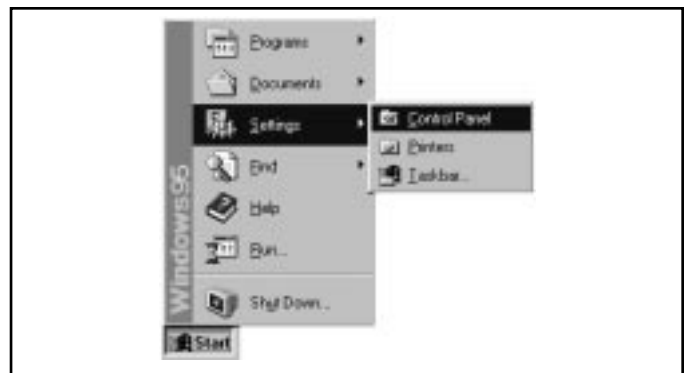 Programs
Documents
Settings
Control Panel
Printers
Taskbar...
Find
Help
Run...
Shut Down...
Windows95
Start